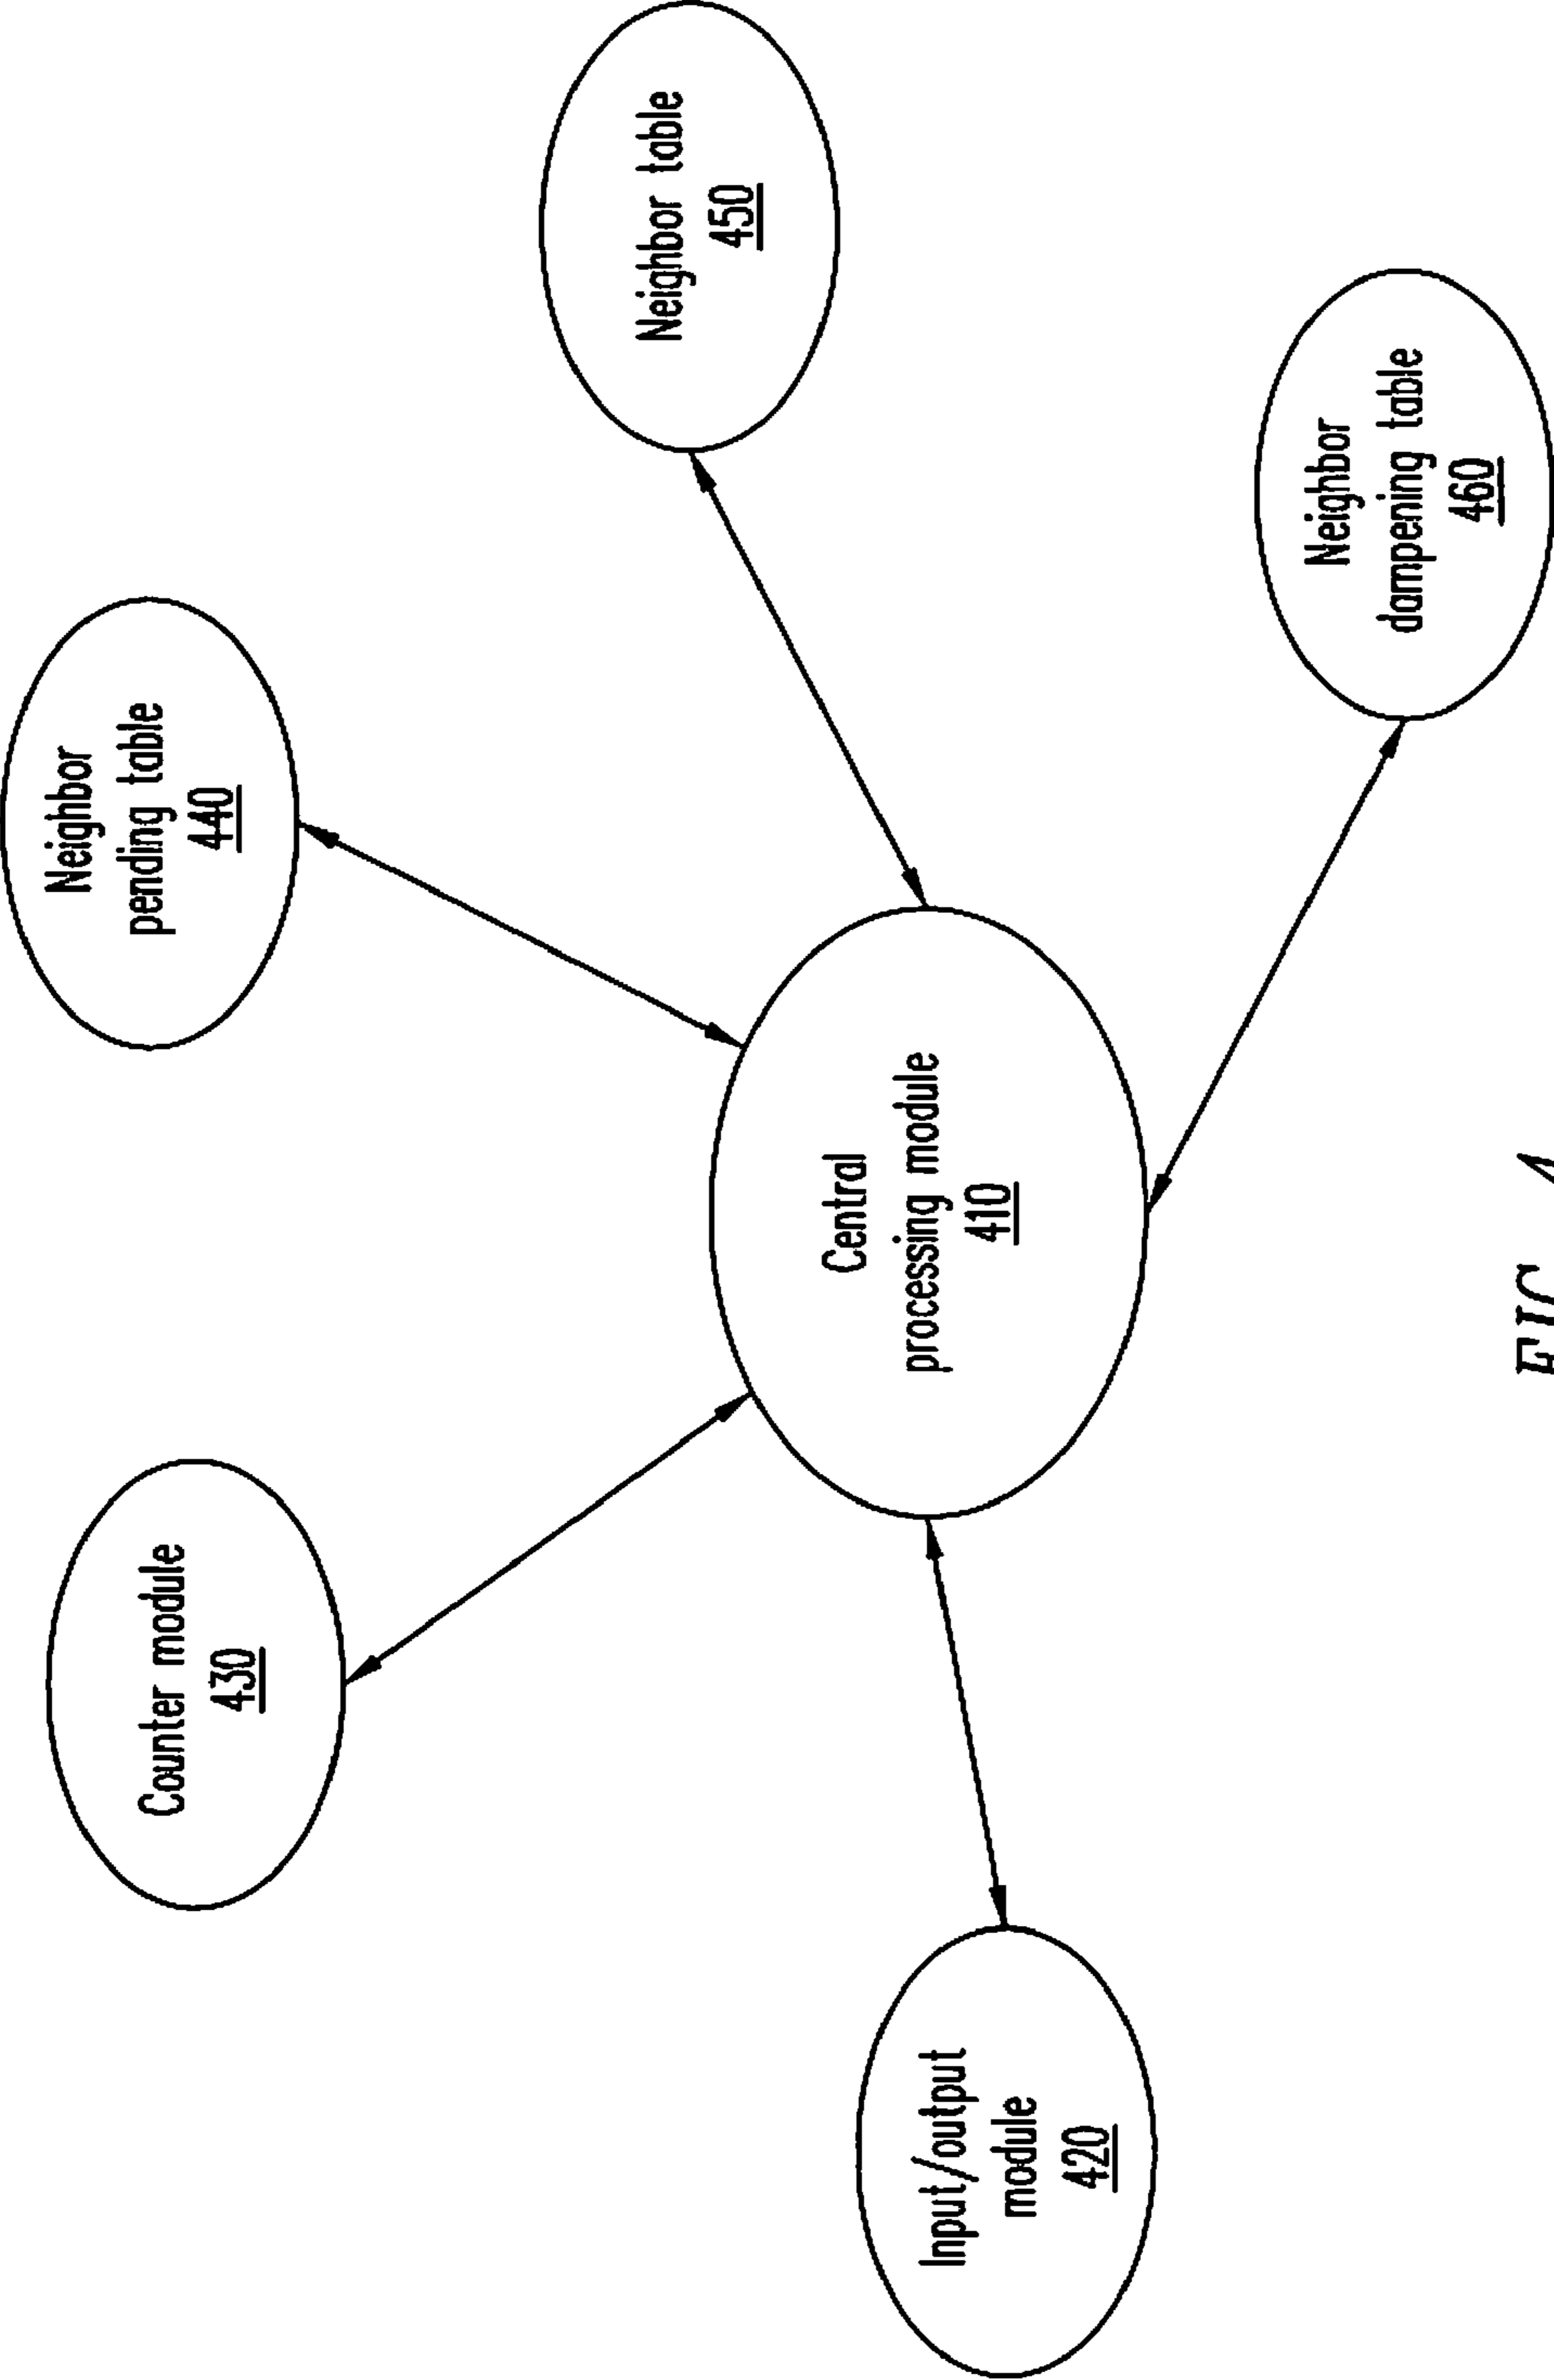 Neighbor
pending table
440
Counter module
430
Neighbor table
450
Central
processing module
410
Input/output
module
420
Neighbor
dampening table
460